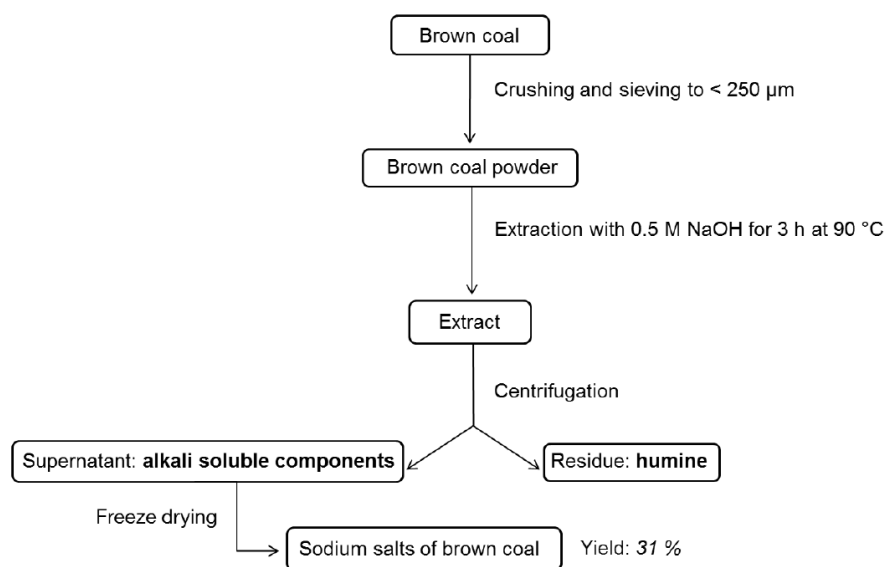 Brown coal
Crushing and sieving to < 250 µm
Brown coal powder
Extraction with 0.5 M NaOH for 3 h at 90 °C
Extract
Centrifugation
Supernatant: alkali soluble components
Residue: humine
Freeze drying
Sodium salts of brown coal
Yield: 31 %